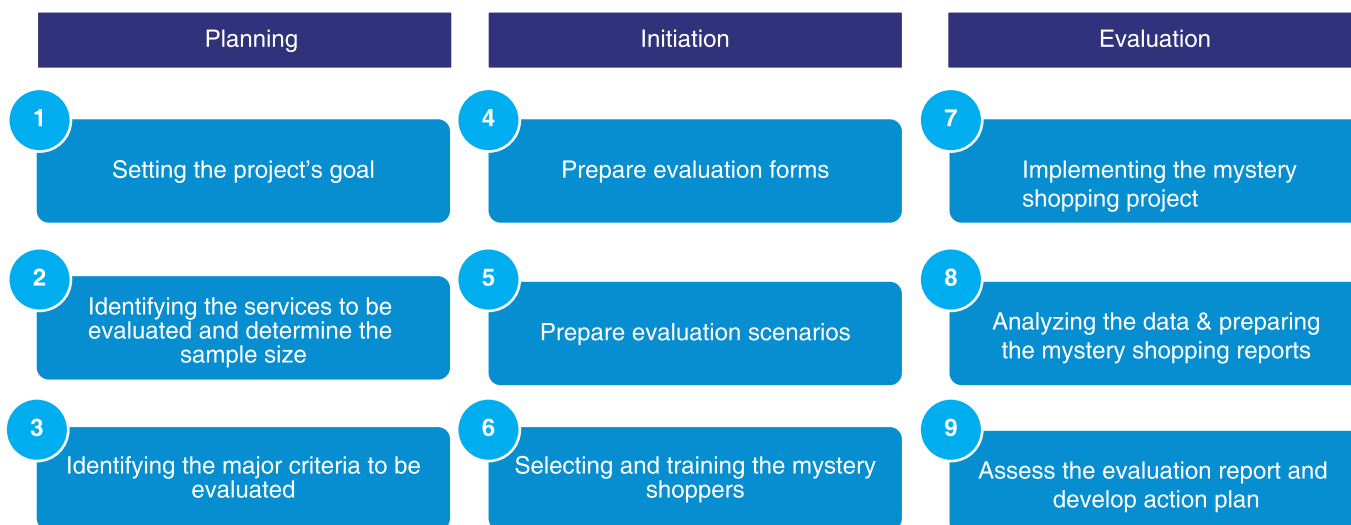 Planning
1
Setting the project’s goal
2
Identifying the services to be
evaluated and determine the
sample size
3
Identifying the major criteria to be
evaluated
Initiation
4
Prepare evaluation forms
5
Prepare evaluation scenarios
6
Selecting and training the mystery
shoppers
Evaluation
7
Implementing the mystery
shopping project
8
Analyzing the data & preparing
the mystery shopping reports
9
Assess the evaluation report and
develop action plan